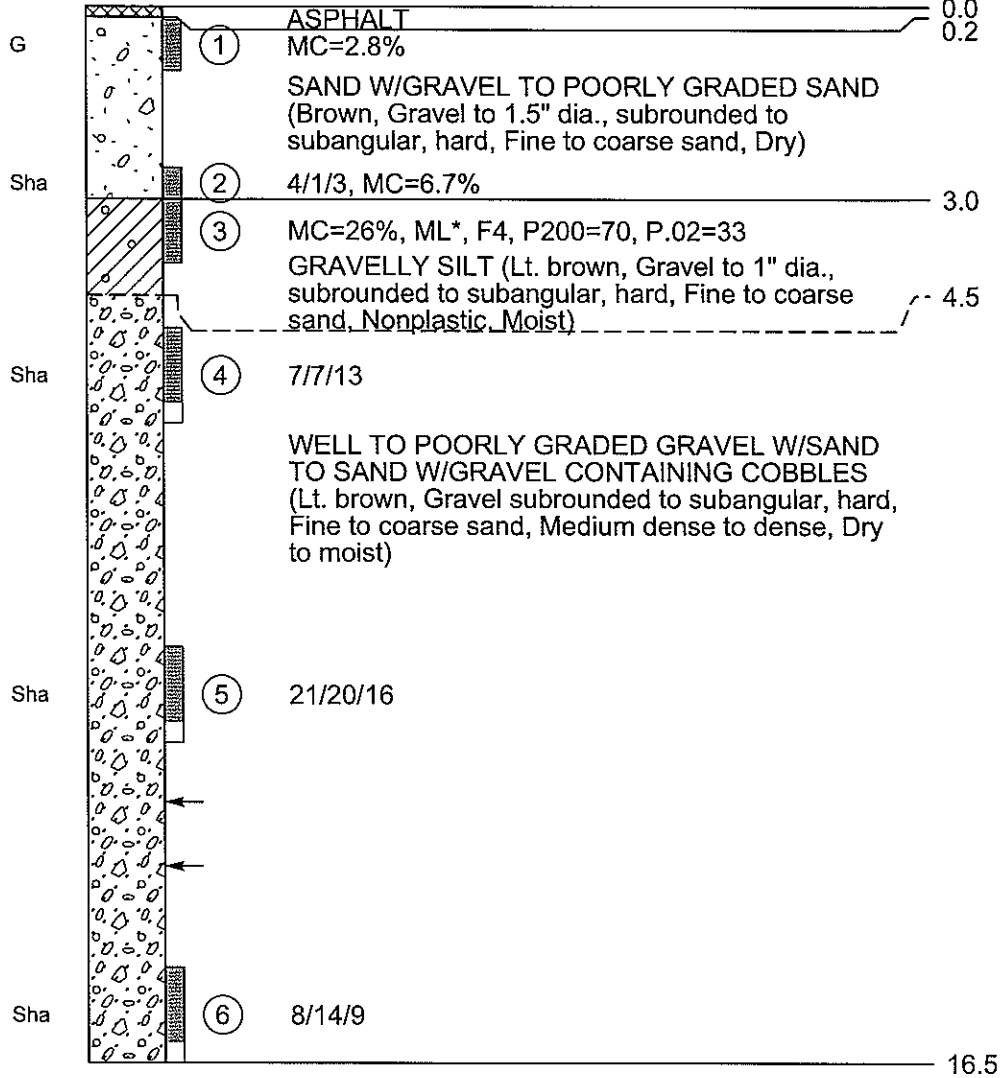 0.0
ASPHALT
0.2
G
1
MC=2.8%
SAND W/GRAVEL TO POORLY GRADED SAND
(Brown, Gravel to 1.5" dia., subrounded to
subangular, hard, Fine to coarse sand, Dry)
Sha
2
4/1/3, MC=6.7%
3.0
3
MC=26%, ML*, F4, P200=70, P.02=33
GRAVELLY SILT (Lt. brown, Gravel to 1" dia.,
subrounded to subangular, hard, Fine to coarse
4.5
sand, Nonplastic, Moist)
Sha
4
7/7/13
WELL TO POORLY GRADED GRAVEL W/SAND
TO SAND W/GRAVEL CONTAINING COBBLES
(Lt. brown, Gravel subrounded to subangular, hard,
Fine to coarse sand, Medium dense to dense, Dry
to moist)
Sha
5
21/20/16
Sha
6
8/14/9
16.5